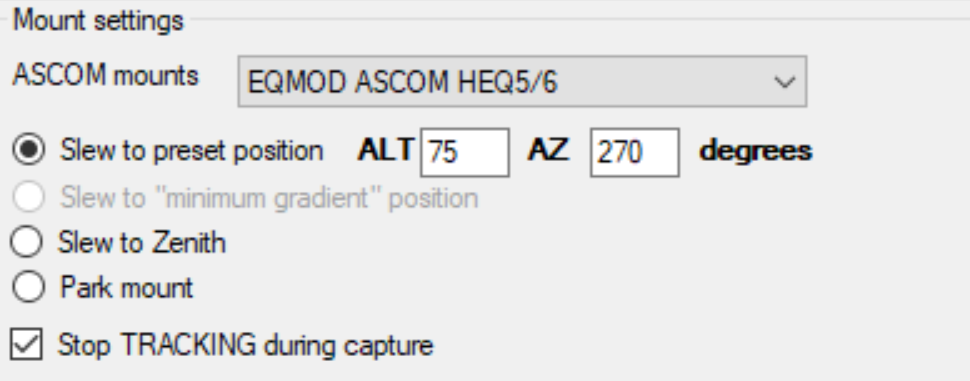 Mount settings
ASCOM mounts EQMOD ASCOM HEQ5/6
Slew to preset position ALT 75 AZ 270 degrees
Slew to "minimum gradient" position
Slew to Zenith
Park mount
Stop TRACKING during capture